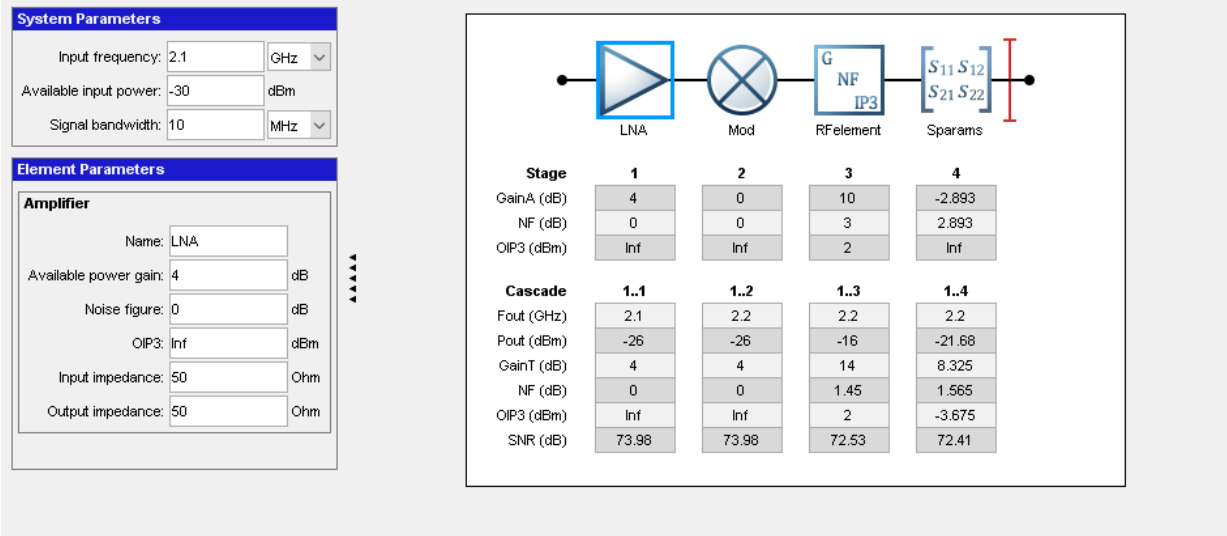 System Parameters
Input frequency: 2.1 GHz
Available input power: -30 dBm
Signal bandwidth: 10 MHz
Element Parameters
Amplifier
Name: LNA
Available power gain: 4 dB
Noise figure: 0 dB
OIP3: Inf dBm
Input impedance: 50 Ohm
Output impedance: 50 Ohm
G
NF
IP3
S11 S12
S21 S22
LNA Mod RFelement Sparams
Stage 1 2 3 4
GainA (dB) 4 0 10 -2.893
NF (dB) 0 0 3 2.893
OIP3 (dBm) Inf Inf 2 Inf
Cascade 1..1 1..2 1..3 1..4
Fout (GHz) 2.1 2.2 2.2 2.2
Pout (dBm) -26 -26 -16 -21.68
GainT (dB) 4 4 14 8.325
NF (dB) 0 0 1.45 1.565
OIP3 (dBm) Inf Inf 2 -3.675
SNR (dB) 73.98 73.98 72.53 72.41